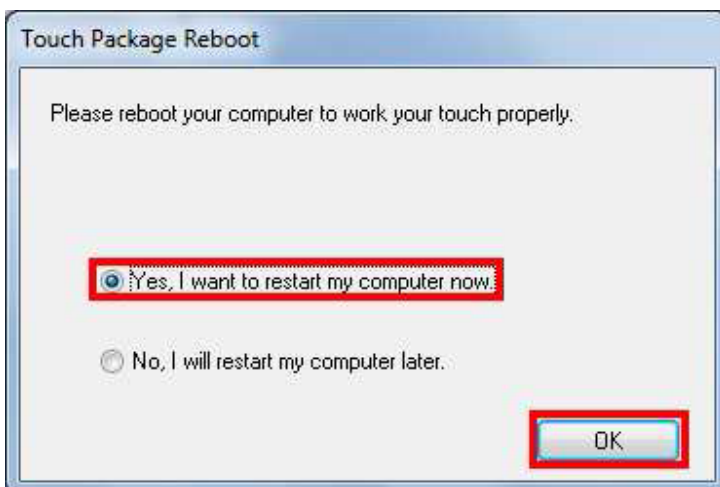 Touch Package Reboot
Please reboot your computer to work your touch properly.
Yes, I want to restart my computer now.
No, I will restart my computer later.
OK